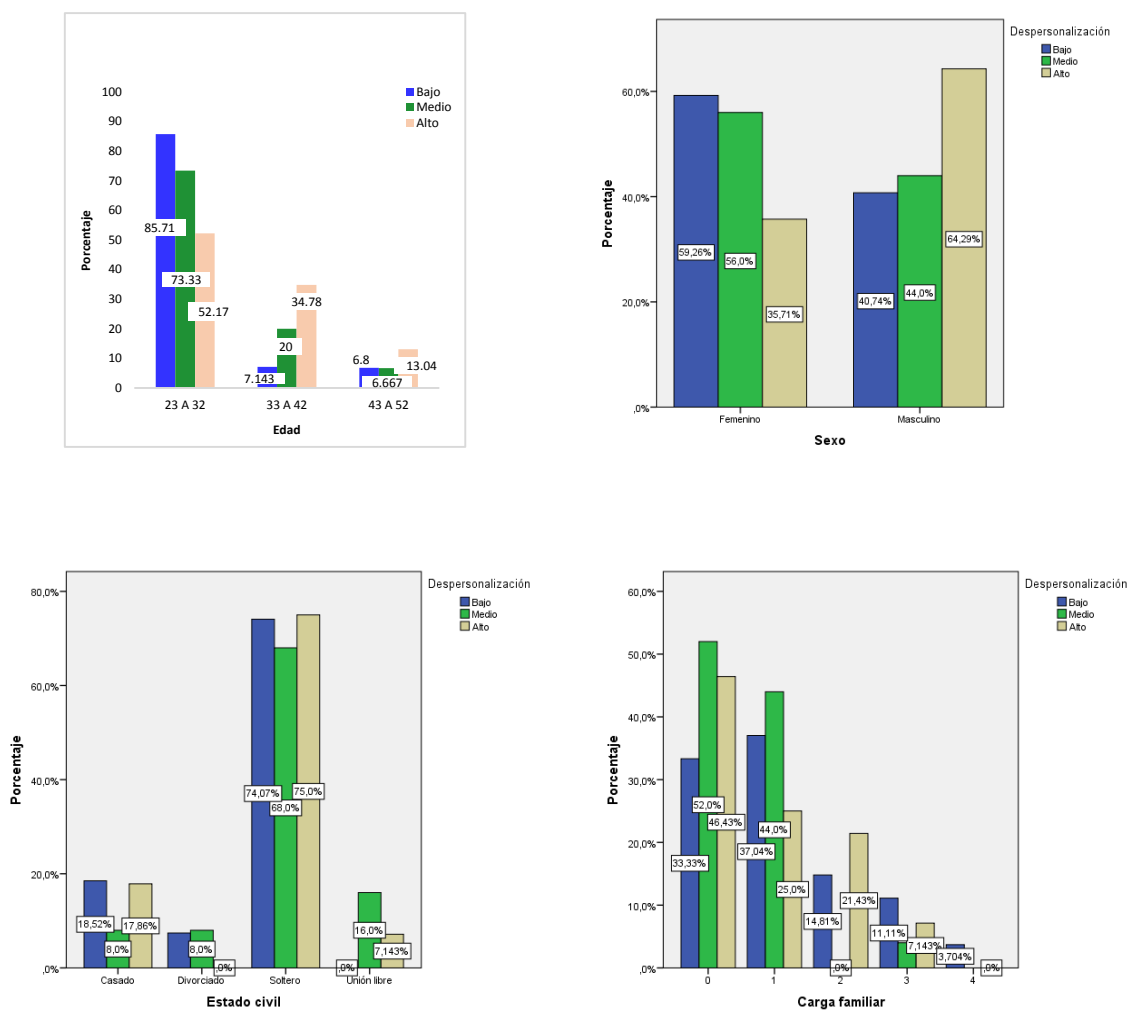 100
90
80
70
60
50
40
30
20
10
0
Porcentaje
Bajo
Medio
Alto
85.71
73.33
52.17
7.143
20
34.78
6.8
6.667
13.04
23 A 32
33 A 42
43 A 52
Edad
Despersonalización
Bajo
Medio
Alto
60,0%
40,0%
20,0%
,0%
Porcentaje
59,26%
56,0%
35,71%
40,74%
44,0%
64,29%
Femenino
Masculino
Sexo
Despersonalización
Bajo
Medio
Alto
80,0%
60,0%
40,0%
20,0%
,0%
Porcentaje
18,52%
8,0%
17,86%
8,0%
,0%
74,07%
68,0%
75,0%
,0%
16,0%
7,143%
Casado
Divorciado
Soltero
Unión libre
Estado civil
Despersonalización
Bajo
Medio
Alto
60,0%
50,0%
40,0%
30,0%
20,0%
10,0%
,0%
Porcentaje
33,33%
52,0%
46,43%
37,04%
44,0%
25,0%
14,81%
,0%
21,43%
11,11%
7,143%
3,704%
,0%
0
1
2
3
4
Carga familiar